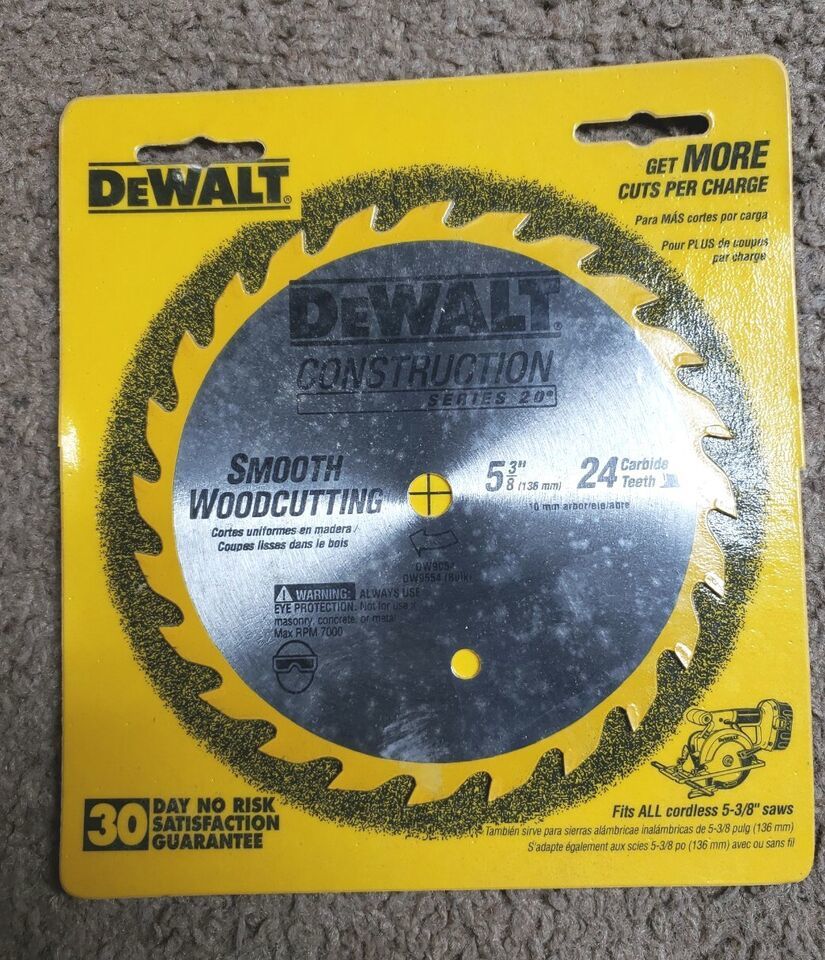 DEWALT®
GET MORE
CUTS PER CHARGE
Para MÁS cortes por carga
Pour PLUS de coupes
par charge
DEWALT®
CONSTRUCTION
SERIES 20®
SMOOTH
WOODCUTTING
Cortes uniformes en madera /
Coupes lisses dans le bois
5 3/8" (136 mm)
24 Carbide
Teeth
10 mm arbor/eje/abre
DW9054
DW9554 (Bulk)
WARNING: ALWAYS USE
EYE PROTECTION. Not for use
masonry, concrete, or metal
Max RPM 7000
30 DAY NO RISK
SATISFACTION
GUARANTEE
DEWALT
Fits ALL cordless 5-3/8" saws
También sirve para sierras alámbricae inalámbricas de 5-3/8 pulg (136 mm)
S'adapte également aux scies 5-3/8 po (136 mm) avec ou sans fil